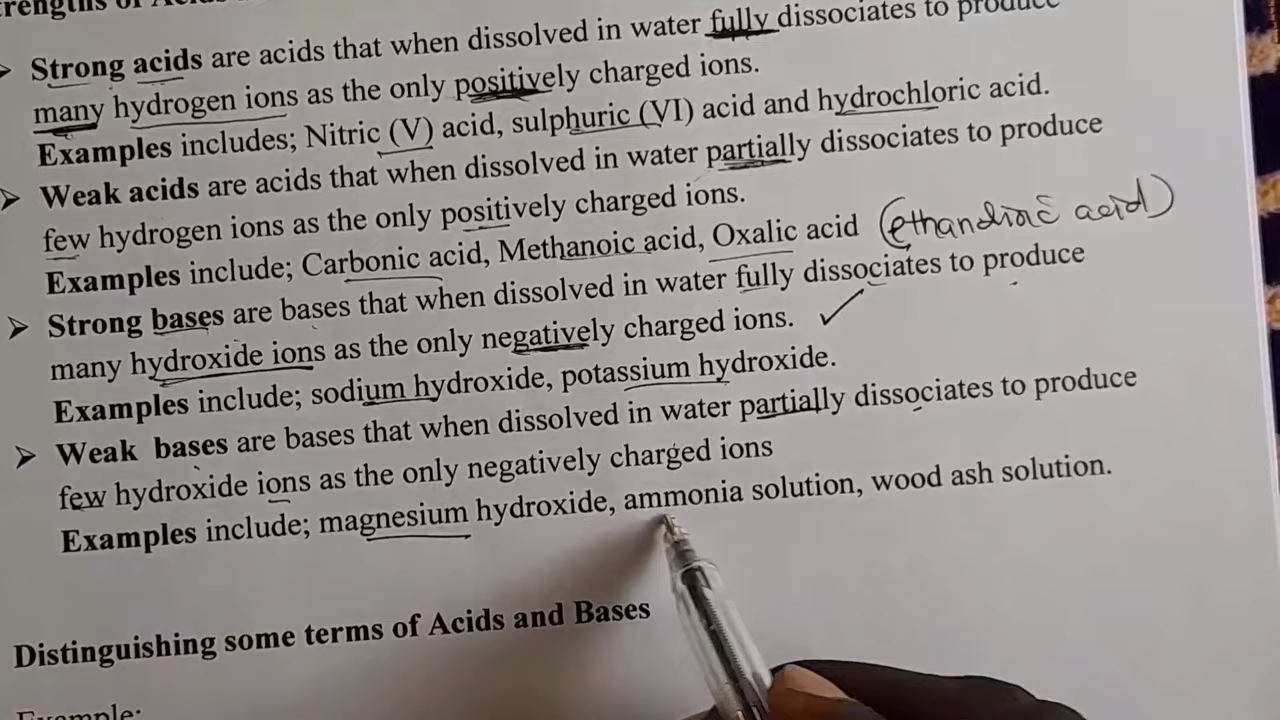 Strong acids are acids that when dissolved in water fully dissociates to produce
many hydrogen ions as the only positively charged ions.
Examples includes; Nitric (V) acid, sulphuric (VI) acid and hydrochloric acid.
Weak acids are acids that when dissolved in water partially dissociates to produce
few hydrogen ions as the only positively charged ions.
Examples include; Carbonic acid, Methanoic acid, Oxalic acid (ethandioic acid)
Strong bases are bases that when dissolved in water fully dissociates to produce
many hydroxide ions as the only negatively charged ions.
Examples include; sodium hydroxide, potassium hydroxide.
Weak bases are bases that when dissolved in water partially dissociates to produce
few hydroxide ions as the only negatively charged ions
Examples include; magnesium hydroxide, ammonia solution, wood ash solution.
Distinguishing some terms of Acids and Bases
Example: